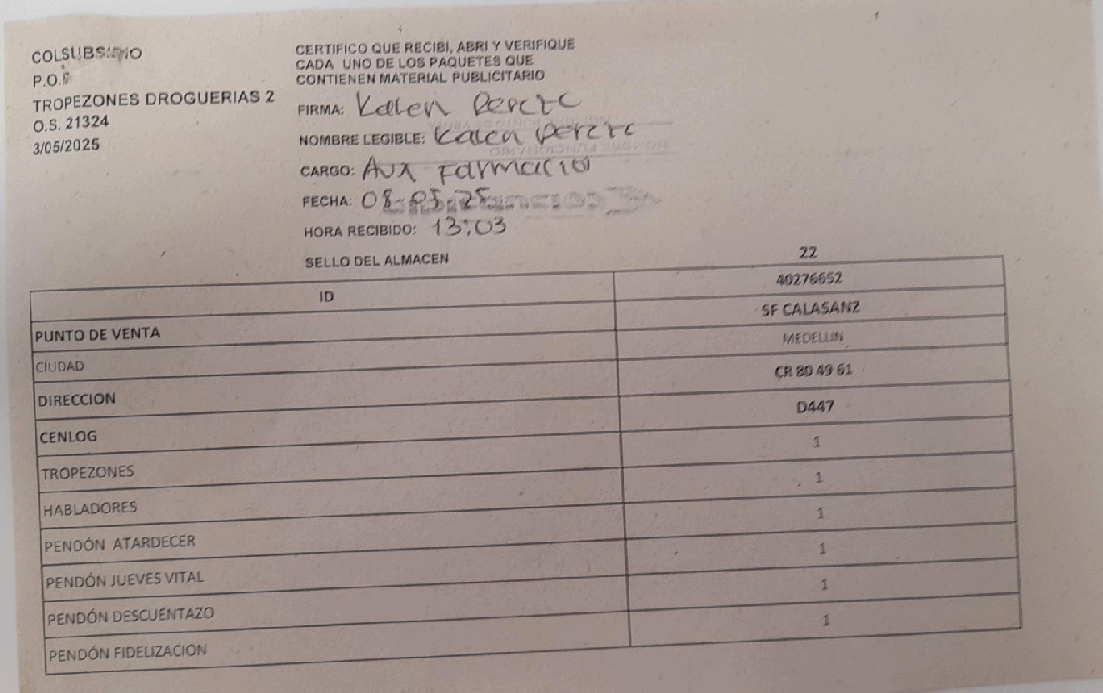 COLSUBSIDIO
P.O.P
TROPEZONES DROGUERIAS 2
O.S. 21324
3/05/2025
CERTIFICO QUE RECIBI, ABRI Y VERIFIQUE
CADA UNO DE LOS PAQUETES QUE
CONTIENEN MATERIAL PUBLICITARIO
FIRMA: Kalen
NOMBRE LEGIBLE: Kalen
CARGO: AUX Farmacia
FECHA: 08-05-25
HORA RECIBIDO: 13:03
SELLO DEL ALMACEN
22
ID 40276652
PUNTO DE VENTA SF CALASANZ
CIUDAD MEDELLIN
DIRECCION CR 80 49 61
CENLOG D447
TROPEZONES 1
HABLADORES 1
PENDÓN ATARDECER 1
PENDÓN JUEVES VITAL 1
PENDÓN DESCUENTAZO 1
PENDÓN FIDELIZACION 1